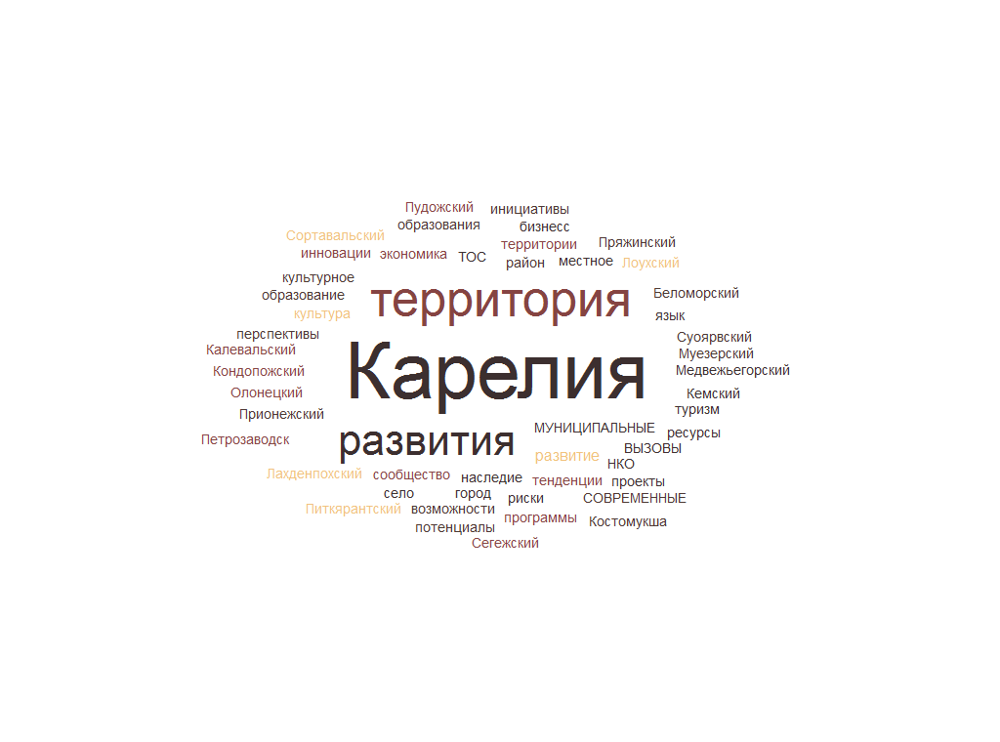 Пудожский инициативы
образования бизнесс
Сортавальский территории Пряжинский
инновации экономика ТОС район местное Лоухский
культурное
образование территория Беломорский
культура язык
перспективы Суоярвский
Калевальский Муезерский
Кондопожский Карелия Медвежьегорский
Олонецкий Кемский
Прионежский туризм
Петрозаводск развития МУНИЦИПАЛЬНЫЕ ресурсы
развитие ВЫЗОВЫ
НКО
Лахденпохский сообщество наследие тенденции проекты
село город риски СОВРЕМЕННЫЕ
Питкярантский возможности программы Костомукша
потенциалы
Сегежский